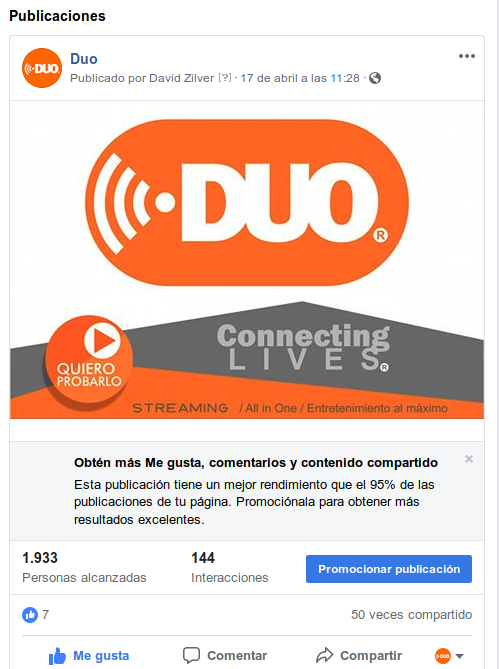 Publicaciones
Duo
Publicado por David Zilver [?] · 17 de abril a las 11:28 ·
DUO
DUO®
Connecting
LIVES®
QUIERO
PROBARLO
STREAMING / All in One / Entretenimiento al máximo
Obtén más Me gusta, comentarios y contenido compartido
Esta publicación tiene un mejor rendimiento que el 95% de las
publicaciones de tu página. Promociónala para obtener más
resultados excelentes.
1.933
Personas alcanzadas
144
Interacciones
Promocionar publicación
7
50 veces compartido
Me gusta
Comentar
Compartir
DUO